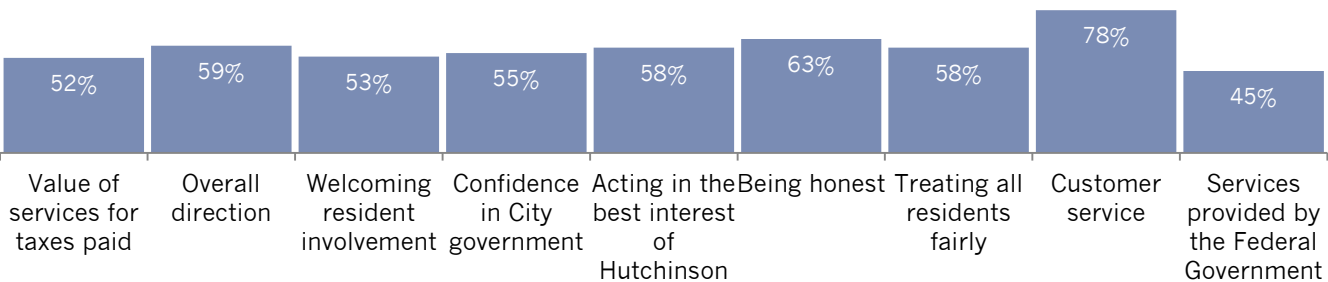 52%
59%
53%
55%
58%
63%
58%
78%
45%
Value of
services for
taxes paid
Overall
direction
Welcoming
resident
involvement
Confidence
in City
government
Acting in the
best interest
of
Hutchinson
Being honest
Treating all
residents
fairly
Customer
service
Services
provided by
the Federal
Government